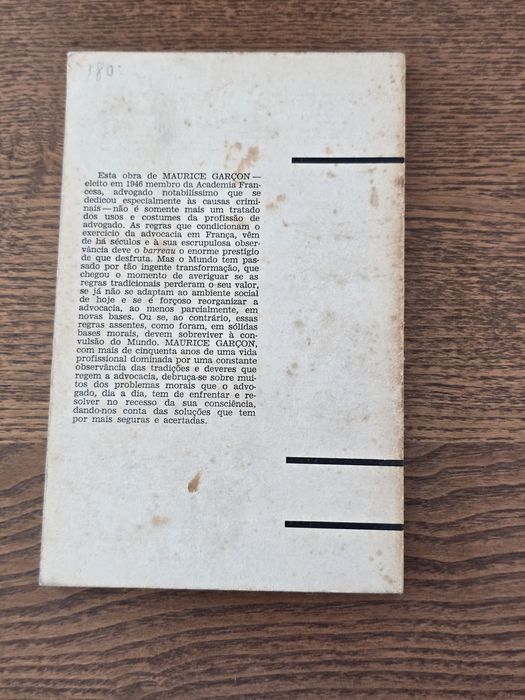 180
Esta obra de MAURICE GARÇON —
eleito em 1946 membro da Academia Fran-
cesa, advogado notabilíssimo que se
dedicou especialmente às causas crimi-
nais — não é somente mais um tratado
dos usos e costumes da profissão de
advogado. As regras que condicionam o
exercício da advocacia em França, vêm
de há séculos e à sua escrupulosa obser-
vância deve o barreau o enorme prestígio
de que desfruta. Mas o Mundo tem pas-
sado por tão ingente transformação, que
chegou o momento de averiguar se as
regras tradicionais perderam o seu valor,
se já não se adaptam ao ambiente social
de hoje e se é forçoso reorganizar a
advocacia, ao menos parcialmente, em
novas bases. Ou se, ao contrário, essas
regras assentes, como foram, em sólidas
bases morais, devem sobreviver à con-
vulsão do Mundo. MAURICE GARÇON,
com mais de cinquenta anos de uma vida
profissional dominada por uma constante
observância das tradições e deveres que
regem a advocacia, debruça-se sobre mui-
tos dos problemas morais que o advo-
gado, dia a dia, tem de enfrentar e re-
solver no recesso da sua consciência,
dando-nos conta das soluções que tem
por mais seguras e acertadas.